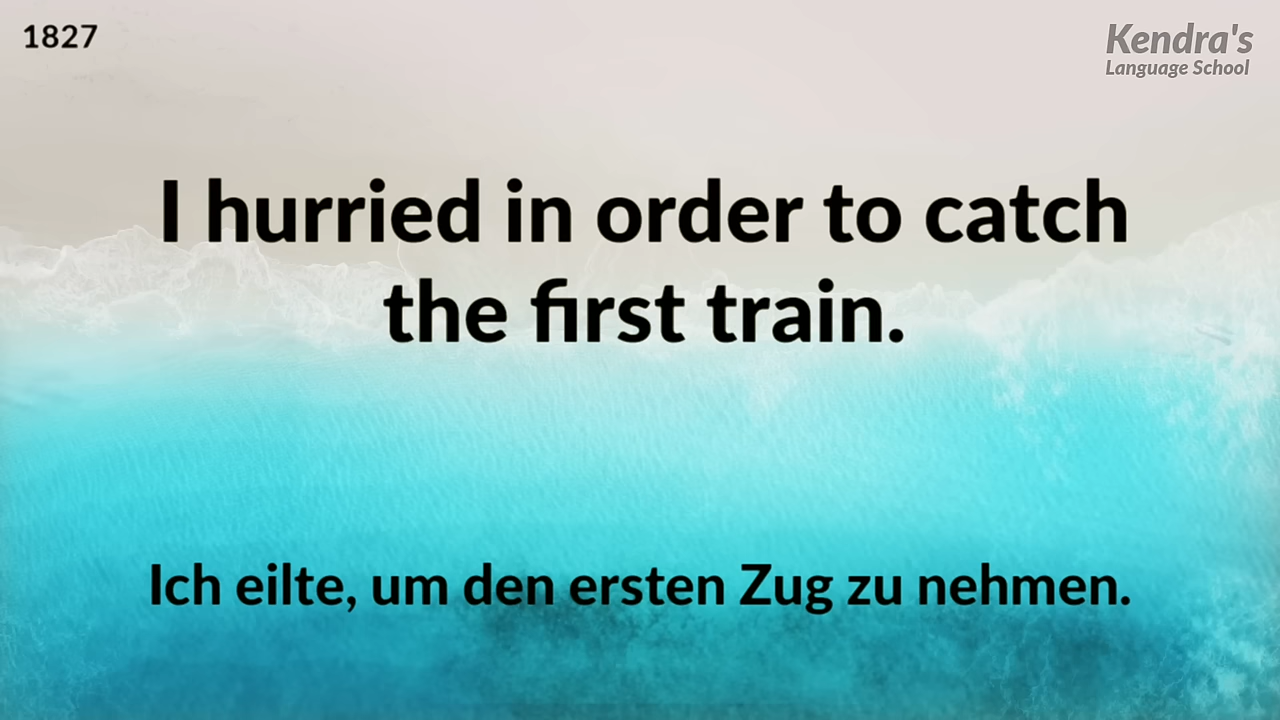 1827
Kendra's
Language School
I hurried in order to catch
the first train.
Ich eilte, um den ersten Zug zu nehmen.